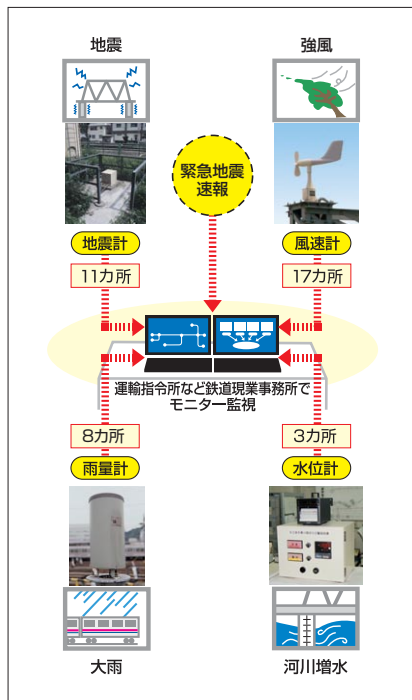 地震
強風
緊急地震
速報
地震計
風速計
11カ所
17カ所
運輸指令所など鉄道現業事務所で
モニター監視
8カ所
3カ所
雨量計
水位計
大雨
河川増水